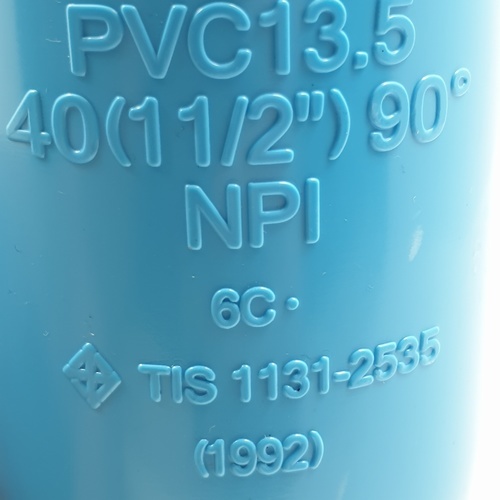 PVC13.5
40(11/2") 90°
NPI
6C·
TIS 1131-2535
(1992)